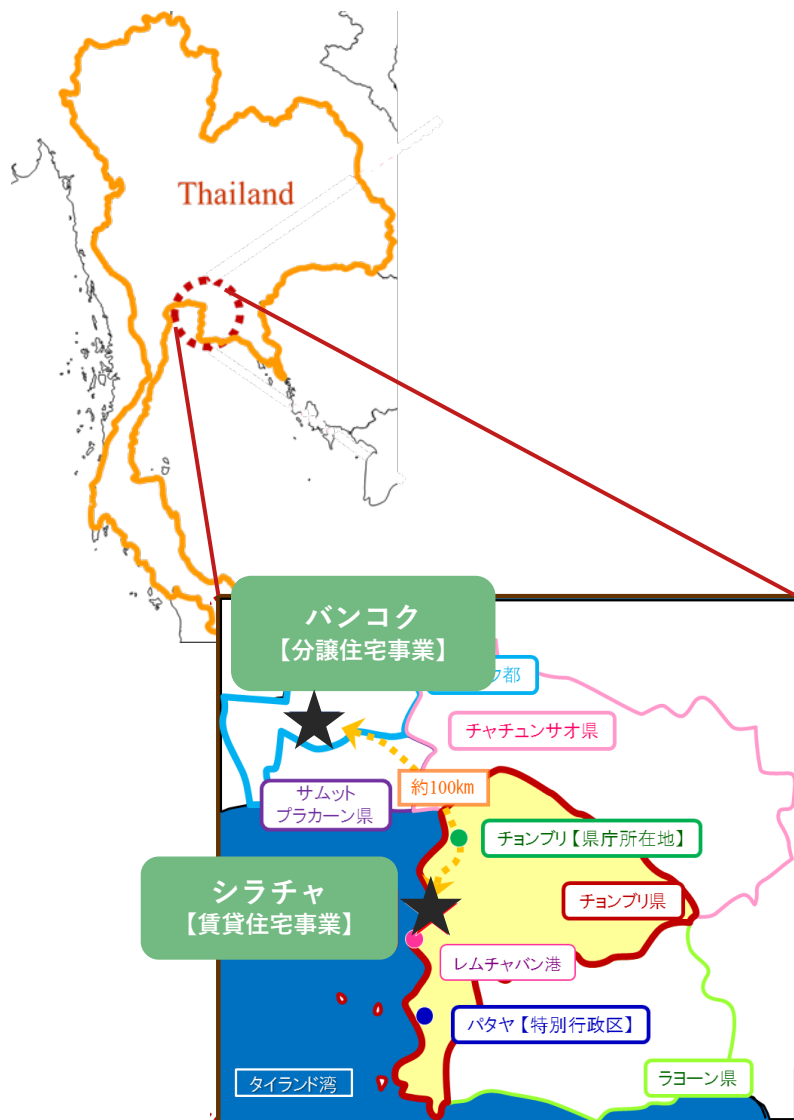 Thailand
バンコク
【分譲住宅事業】
都
チャチュンサオ県
約100km
サムット
プラカーン県
チョンブリ【県庁所在地】
シラチャ
【賃貸住宅事業】
チョンブリ県
レムチャバン港
パタヤ【特別行政区】
タイランド湾
ラヨーン県